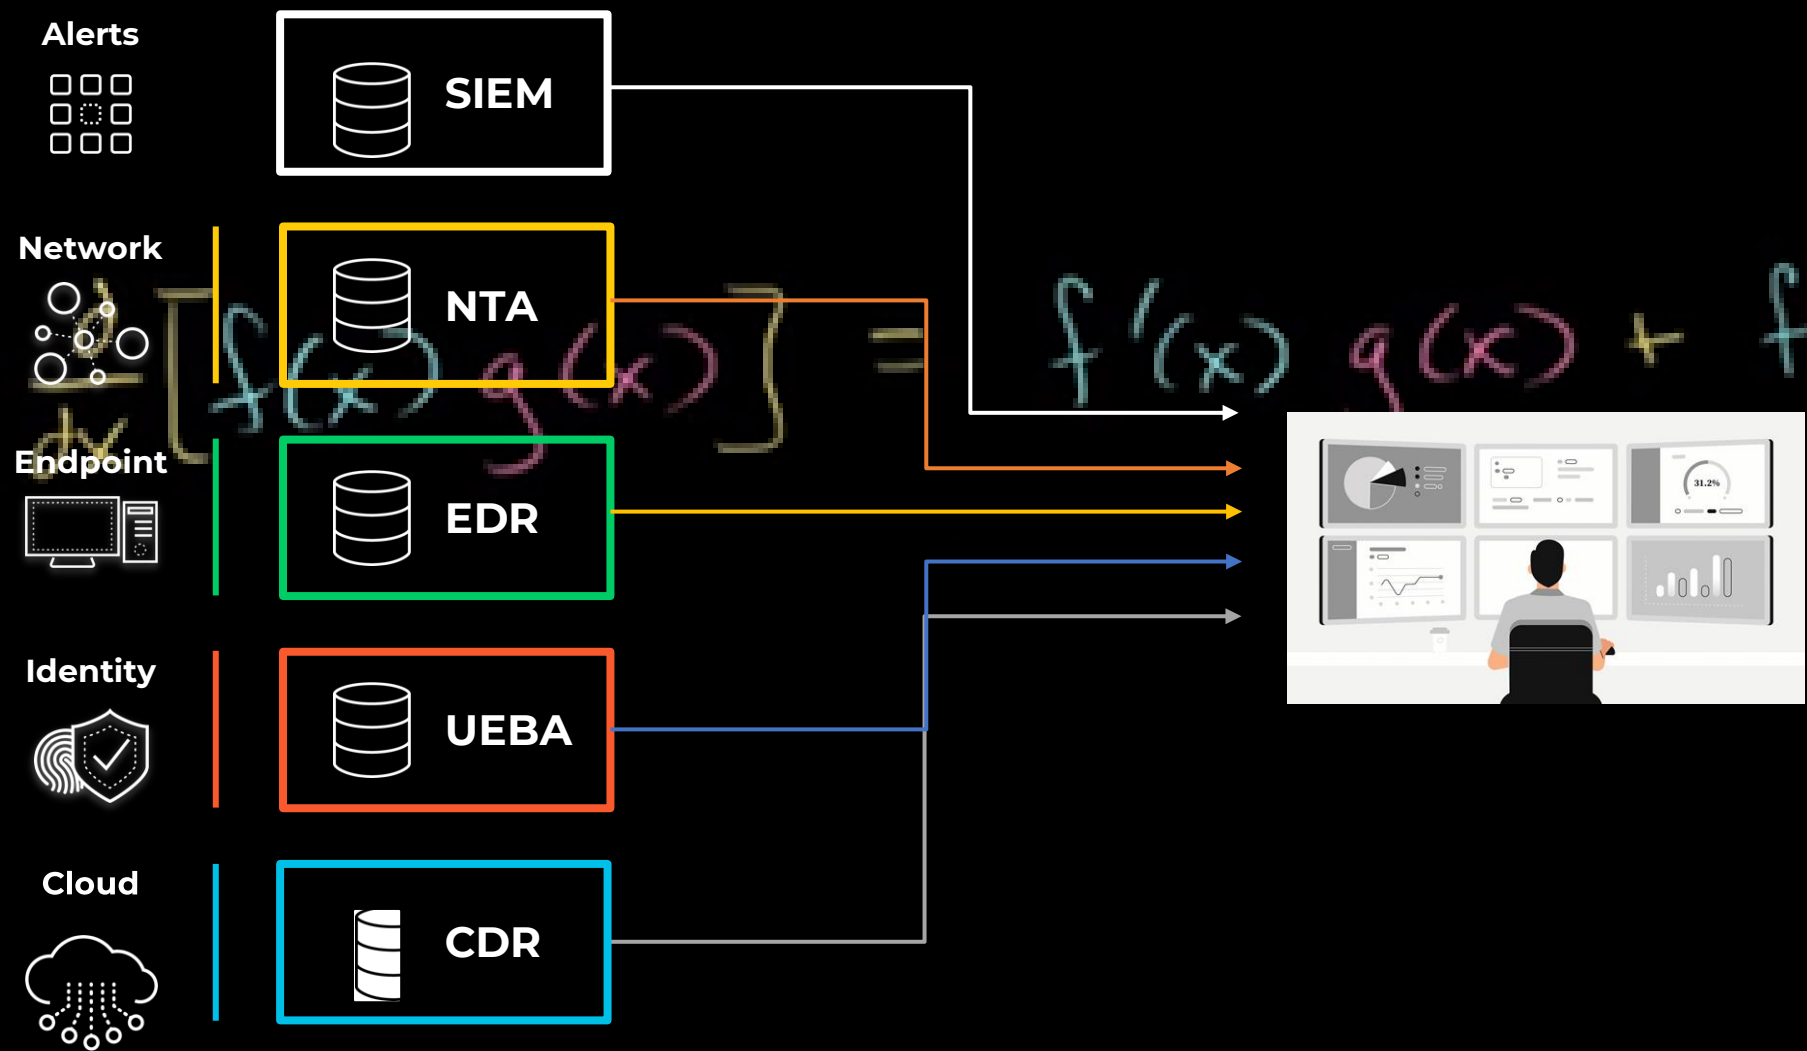 Alerts
SIEM
Network
NTA
d/dx [f(x) g(x)] = f'(x) g(x) + f
Endpoint
EDR
31.2%
Identity
UEBA
Cloud
CDR